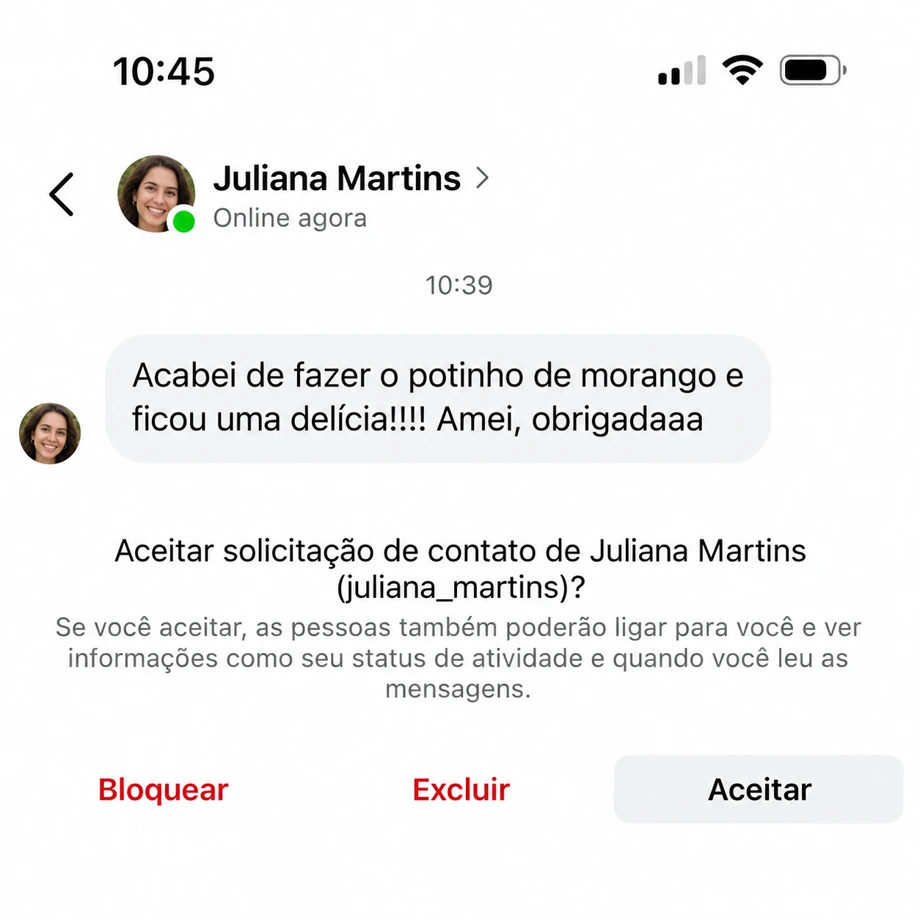 10:45
Juliana Martins
Online agora
10:39
Acabei de fazer o potinho de morango e
ficou uma delícia!!!! Amei, obrigadaaa
Aceitar solicitação de contato de Juliana Martins
(juliana_martins)?
Se você aceitar, as pessoas também poderão ligar para você e ver
informações como seu status de atividade e quando você leu as
mensagens.
Bloquear Excluir Aceitar